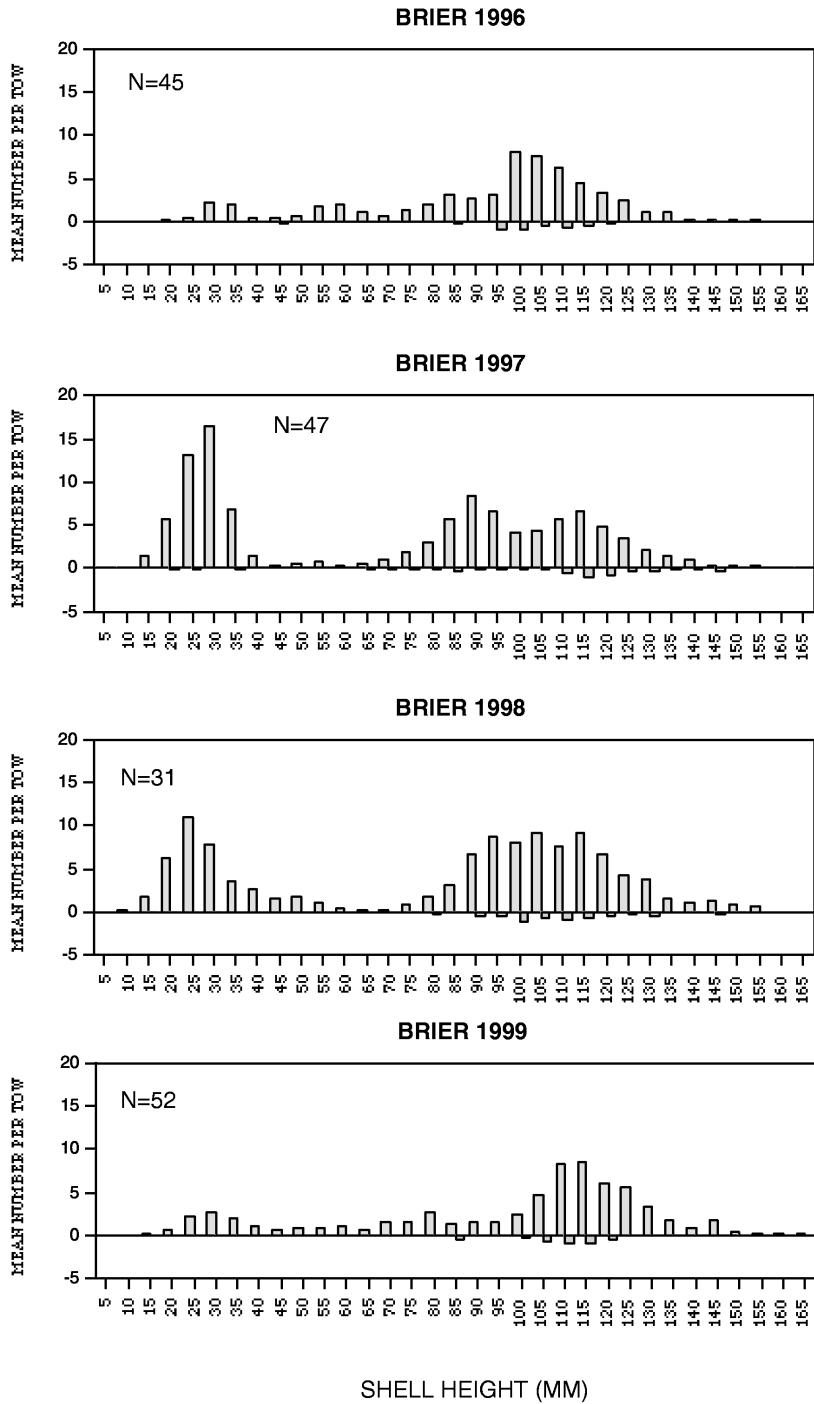 BRIER 1996
MEAN NUMBER PER TOW
20
15
10
5
0
-5
N=45
5 10 15 20 25 30 35 40 45 50 55 60 65 70 75 80 85 90 95 100 105 110 115 120 125 130 135 140 145 150 155 160 165
BRIER 1997
MEAN NUMBER PER TOW
20
15
10
5
0
-5
N=47
5 10 15 20 25 30 35 40 45 50 55 60 65 70 75 80 85 90 95 100 105 110 115 120 125 130 135 140 145 150 155 160 165
BRIER 1998
MEAN NUMBER PER TOW
20
15
10
5
0
-5
N=31
5 10 15 20 25 30 35 40 45 50 55 60 65 70 75 80 85 90 95 100 105 110 115 120 125 130 135 140 145 150 155 160 165
BRIER 1999
MEAN NUMBER PER TOW
20
15
10
5
0
-5
N=52
5 10 15 20 25 30 35 40 45 50 55 60 65 70 75 80 85 90 95 100 105 110 115 120 125 130 135 140 145 150 155 160 165
SHELL HEIGHT (MM)